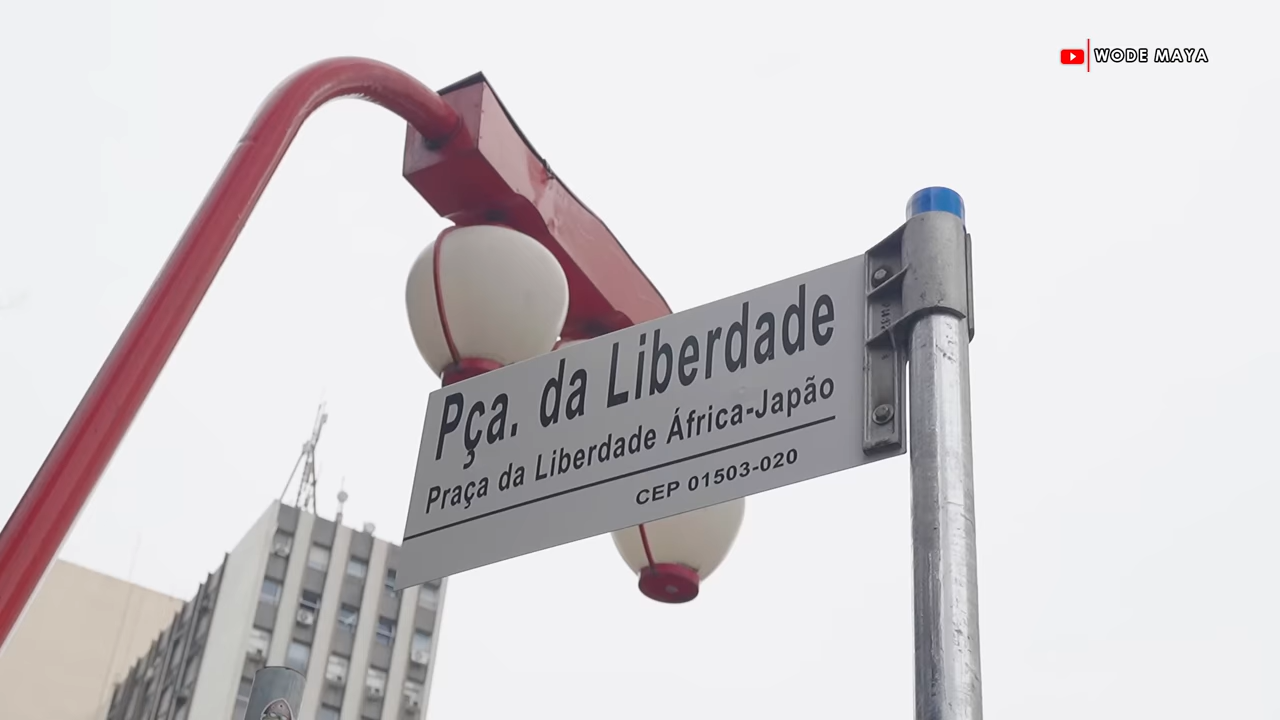 WODE MAYA
Pça. da Liberdade
Praça da Liberdade África-Japão
CEP 01503-020